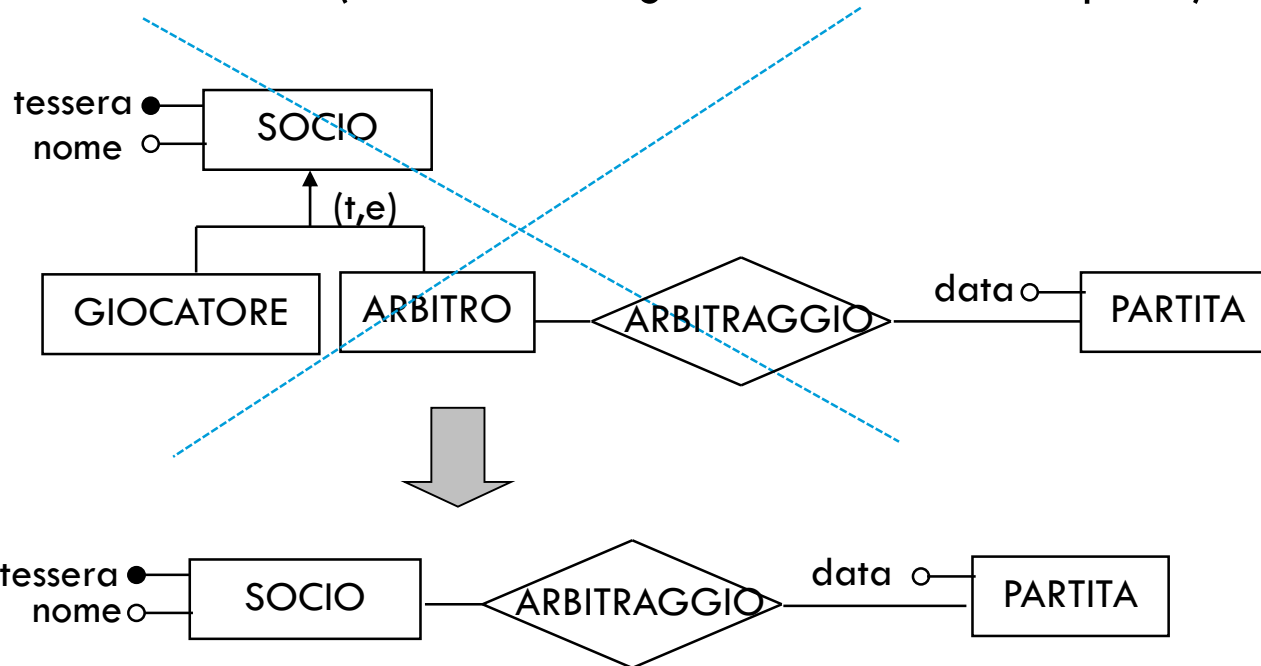 tessera
nome
SOCIO
(t,e)
GIOCATORE
ARBITRO
ARBITRAGGIO
data
PARTITA
tessera
nome
SOCIO
ARBITRAGGIO
data
PARTITA